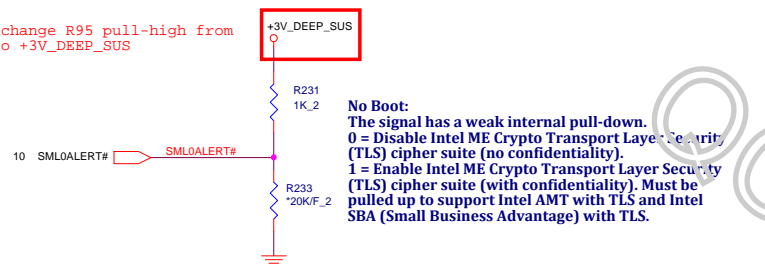 change R95 pull-high from
o +3V_DEEP_SUS
+3V_DEEP_SUS
R231
1K_2
No Boot:
The signal has a weak internal pull-down.
0 = Disable Intel ME Crypto Transport Layer Security
(TLS) cipher suite (no confidentiality).
1 = Enable Intel ME Crypto Transport Layer Security
(TLS) cipher suite (with confidentiality). Must be
pulled up to support Intel AMT with TLS and Intel
SBA (Small Business Advantage) with TLS.
10 SML0ALERT# SML0ALERT#
R233
*20K/F_2